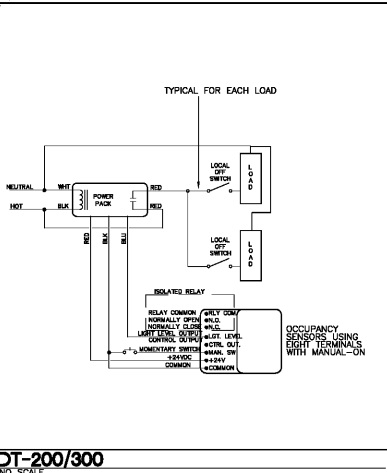 TYPICAL FOR EACH LOAD
LOCAL
OFF
SWITCH
LOAD
NEUTRAL
WHT
POWER
PACK
RED
HOT
BLK
RED
LOCAL
OFF
SWITCH
LOAD
RED
BLK
BLU
ISOLATED RELAY
RELAY COMMON
RLY COM
NORMALLY OPEN
N.O.
NORMALLY CLOSE
N.C.
LIGHT LEVEL OUTPUT
LGT. LEVEL
CONTROL OUTPUT
CTRL OUT.
MOMENTARY SWITCH
MAN. SW
+24VDC
+24V
COMMON
COMMON
OCCUPANCY
SENSORS USING
EIGHT TERMINALS
WITH MANUAL-ON
DT-200/300
NO SCALE